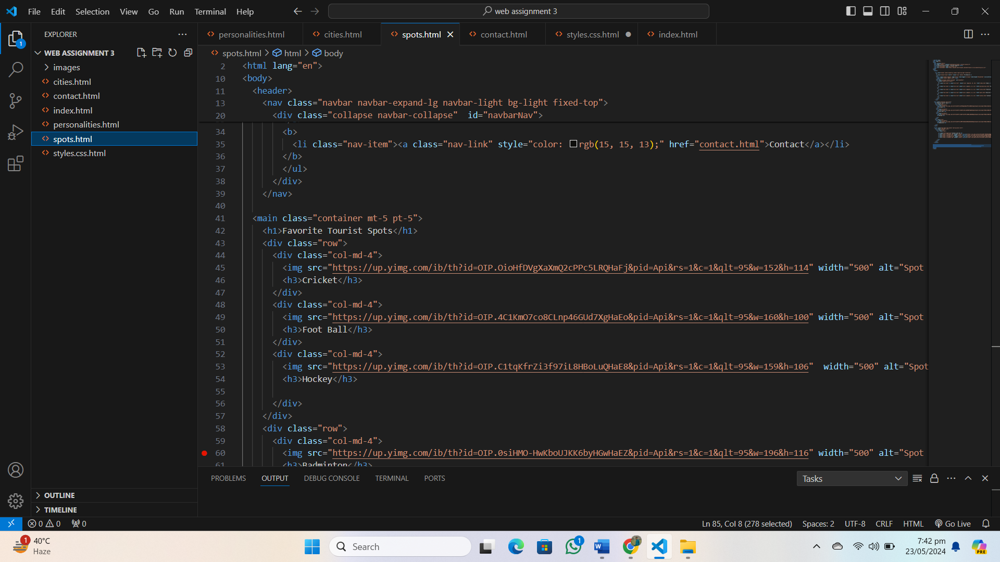 File Edit Selection View Go Run Terminal Help
web assignment 3
EXPLORER
personalities.html
cities.html
spots.html
contact.html
styles.css.html
index.html
WEB ASSIGNMENT 3
images
cities.html
contact.html
index.html
personalities.html
spots.html
styles.css.html
OUTLINE
TIMELINE
spots.html > html > body
2 <html lang="en">
10 <body>
11 <header>
13 <nav class="navbar navbar-expand-lg navbar-light bg-light fixed-top">
20 <div class="collapse navbar-collapse"  id="navbarNav">
34 <b>
35 <li class="nav-item"><a class="nav-link" style="color: rgb(15, 15, 13);" href="contact.html">Contact</a></li>
36 </b>
37 </ul>
38 </div>
39 </nav>
40
41 <main class="container mt-5 pt-5">
42 <h1>Favorite Tourist Spots</h1>
43 <div class="row">
44 <div class="col-md-4">
45 <img src="https://up.yimg.com/ib/th?id=OIP.OioHfDVgXaXmQ2cPPc5LRQHaFj&pid=Api&rs=1&c=1&qlt=95&w=152&h=114" width="500" alt="Spot
46 <h3>Cricket</h3>
47 </div>
48 <div class="col-md-4">
49 <img src="https://up.yimg.com/ib/th?id=OIP.4C1KmO7co8CLnp46GUd7XgHaEo&pid=Api&rs=1&c=1&qlt=95&w=160&h=100" width="500" alt="Spot
50 <h3>Foot Ball</h3>
51 </div>
52 <div class="col-md-4">
53 <img src="https://up.yimg.com/ib/th?id=OIP.C1tqKfrZi3f97iL8HBoLuQHaE8&pid=Api&rs=1&c=1&qlt=95&w=159&h=106"  width="500" alt="Spot
54 <h3>Hockey</h3>
55
56 </div>
57 </div>
58 <div class="row">
59 <div class="col-md-4">
60 <img src="https://up.yimg.com/ib/th?id=OIP.0siHMO-HwKboUJKK6byHGwHaEZ&pid=Api&rs=1&c=1&qlt=95&w=196&h=116" width="500" alt="Spot
61 <h3>Badminton</h3>
PROBLEMS OUTPUT DEBUG CONSOLE TERMINAL PORTS
Tasks
0 0 0
Ln 85, Col 8 (278 selected) Spaces: 2 UTF-8 CRLF HTML Go Live
1
40°C
Haze
Search
1
7:42 pm
23/05/2024
PRE